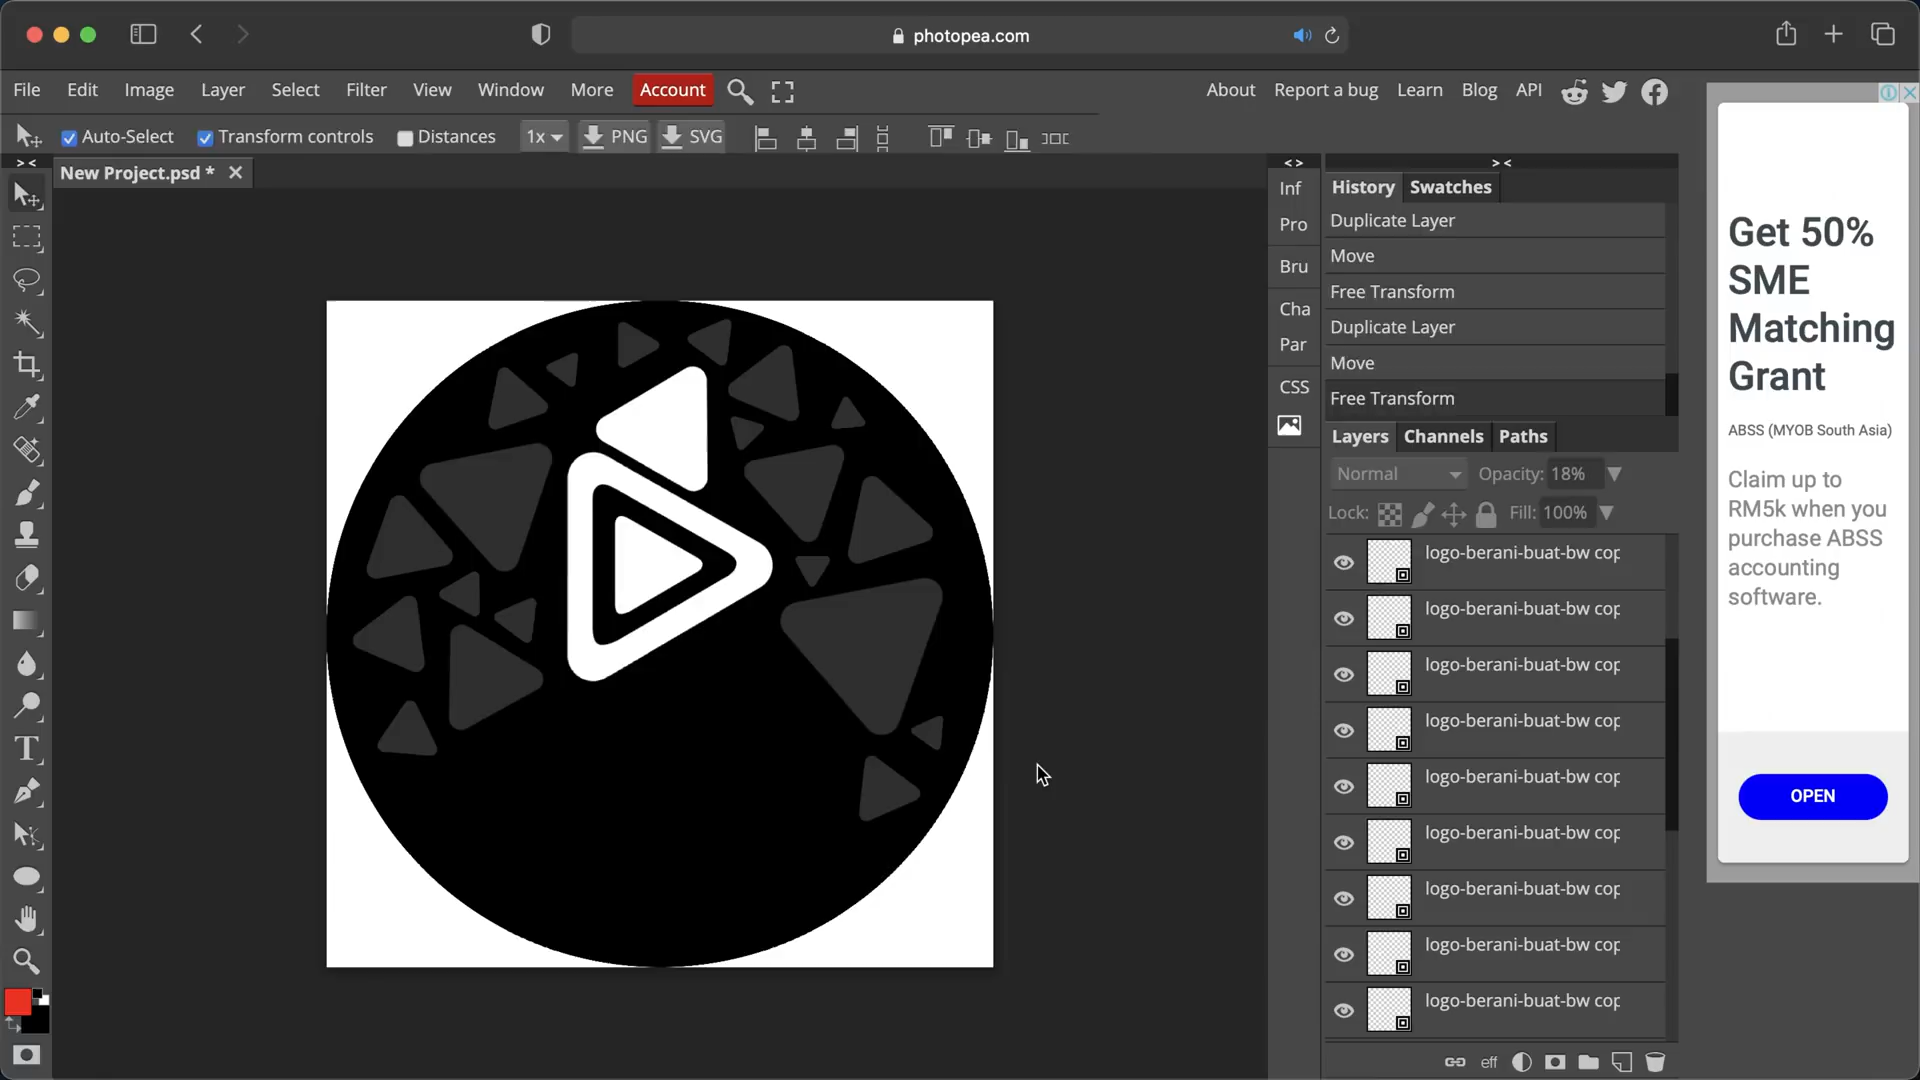 photopea.com
File Edit Image Layer Select Filter View Window More Account
About Report a bug Learn Blog API
Auto-Select Transform controls Distances 1x PNG SVG
> <
New Project.psd *
< >
> <
Inf
Pro
Bru
Cha
Par
CSS
History Swatches
Duplicate Layer
Move
Free Transform
Duplicate Layer
Move
Free Transform
Layers Channels Paths
Normal Opacity: 18%
Lock: Fill: 100%
logo-berani-buat-bw cop
logo-berani-buat-bw cop
logo-berani-buat-bw cop
logo-berani-buat-bw cop
logo-berani-buat-bw cop
logo-berani-buat-bw cop
logo-berani-buat-bw cop
logo-berani-buat-bw cop
logo-berani-buat-bw cop
eff
Get 50%
SME
Matching
Grant
ABSS (MYOB South Asia)
Claim up to
RM5k when you
purchase ABSS
accounting
software.
OPEN